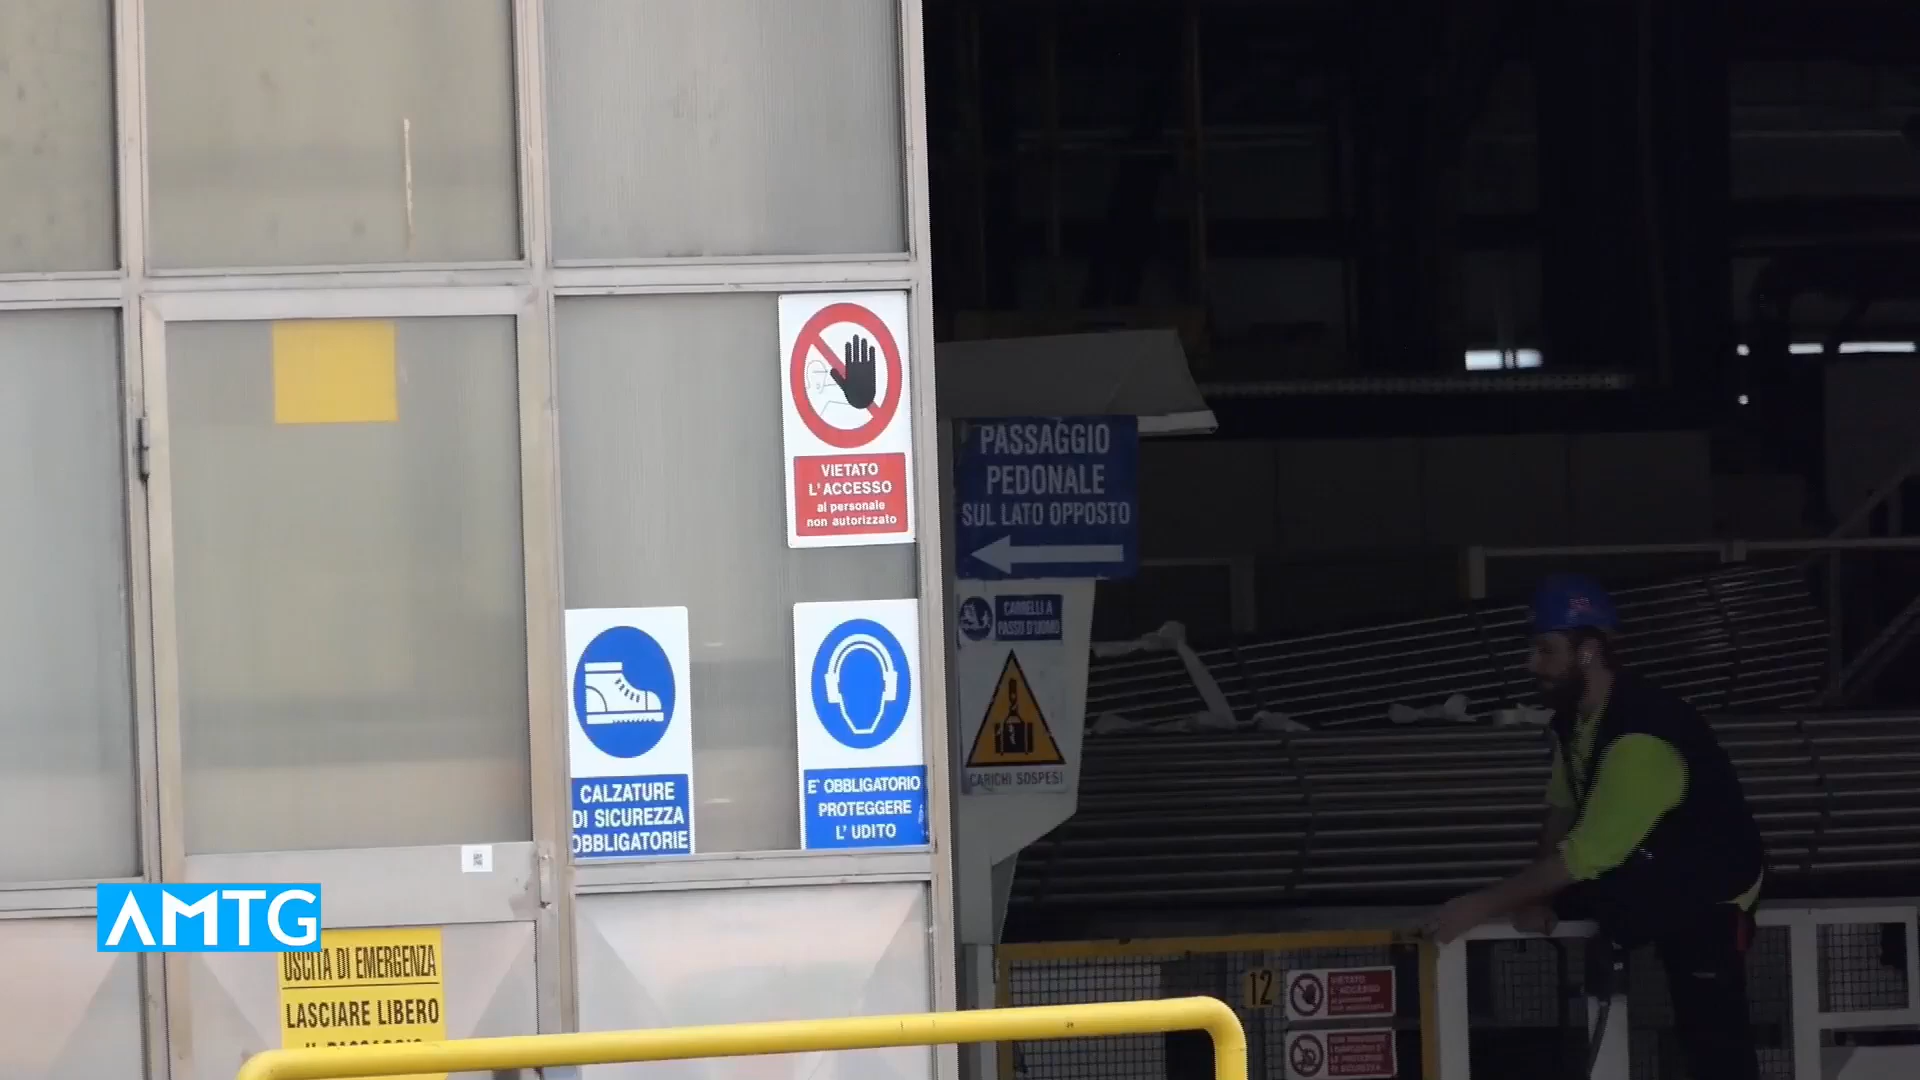 VIETATO
L'ACCESSO
al personale
non autorizzato
PASSAGGIO
PEDONALE
SUL LATO OPPOSTO
CARRELLI A
PASSO D'UOMO
CARICHI SOSPESI
CALZATURE
DI SICUREZZA
OBBLIGATORIE
E' OBBLIGATORIO
PROTEGGERE
L' UDITO
AMTG
USCITA DI EMERGENZA
LASCIARE LIBERO
12
VIETATO
L'ACCESSO